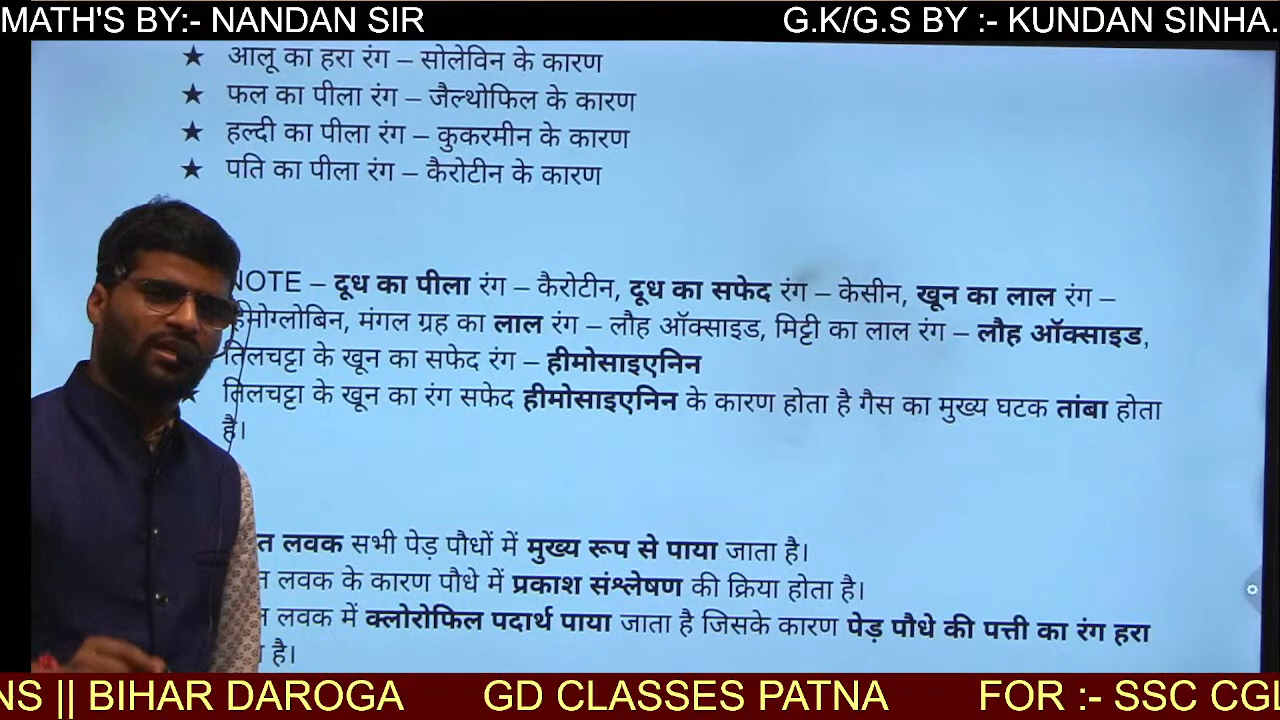 MATH'S BY:- NANDAN SIR G.K/G.S BY :- KUNDAN SINHA.
★ आलू का हरा रंग – सोलेविन के कारण
★ फल का पीला रंग – जैल्थोफिल के कारण
★ हल्दी का पीला रंग – कुकरमीन के कारण
★ पति का पीला रंग – कैरोटीन के कारण
NOTE – दूध का पीला रंग – कैरोटीन, दूध का सफेद रंग – केसीन, खून का लाल रंग –
हिमोग्लोबिन, मंगल ग्रह का लाल रंग – लौह ऑक्साइड, मिट्टी का लाल रंग – लौह ऑक्साइड,
तिलचट्टा के खून का सफेद रंग – हीमोसाइएनिन
★ तिलचट्टा के खून का रंग सफेद हीमोसाइएनिन के कारण होता है गैस का मुख्य घटक तांबा होता
है।
त लवक सभी पेड़ पौधों में मुख्य रूप से पाया जाता है।
लवक के कारण पौधे में प्रकाश संश्लेषण की क्रिया होता है।
लवक में क्लोरोफिल पदार्थ पाया जाता है जिसके कारण पेड़ पौधे की पत्ती का रंग हरा
है।
NS || BIHAR DAROGA GD CLASSES PATNA FOR :- SSC CGL